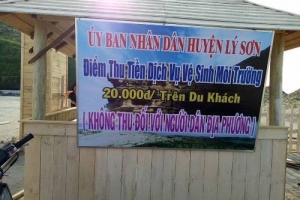 ỦY BAN NHÂN DÂN HUYỆN LÝ SƠN
Điểm Thu Tiền Dịch Vụ Vệ Sinh Môi Trường
20.000đ/ Trên Du Khách
( KHÔNG THU ĐỐI VỚI NGƯỜI DÂN ĐỊA PHƯƠNG )